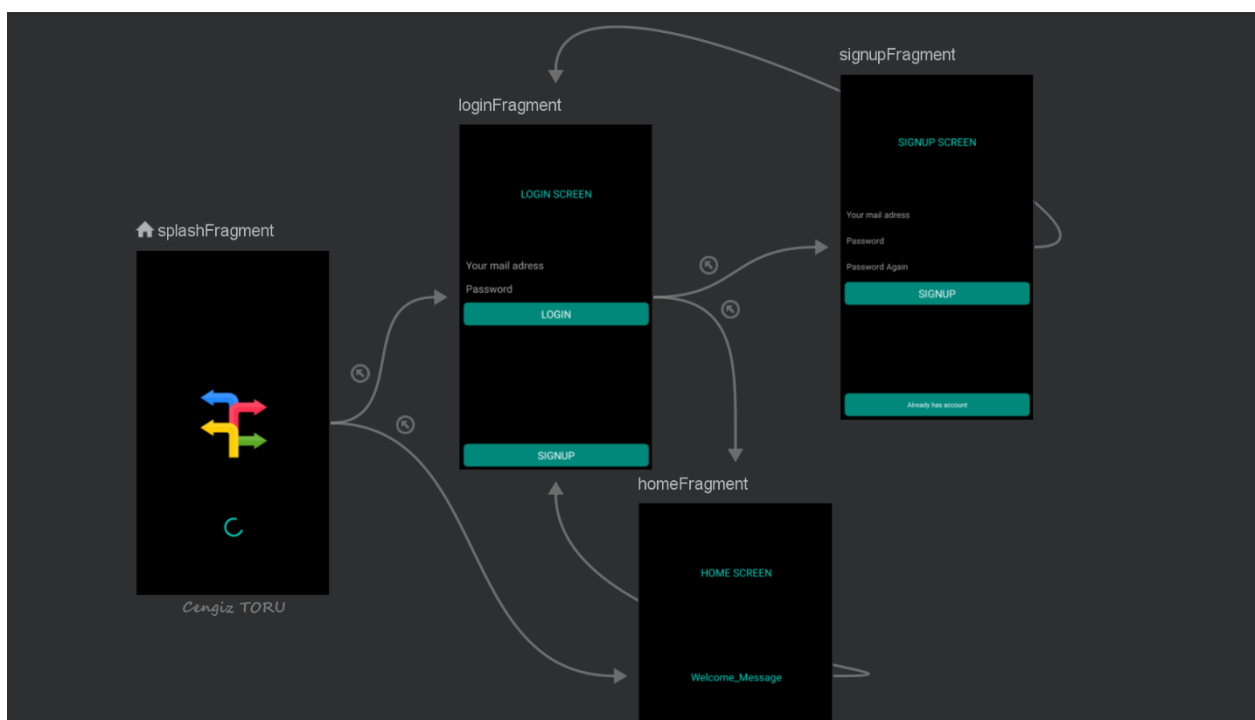 signupFragment
loginFragment
SIGNUP SCREEN
LOGIN SCREEN
splashFragment
Your mail adress
Password
Password Again
SIGNUP
Your mail adress
Password
LOGIN
Already has account
SIGNUP
homeFragment
HOME SCREEN
Cengiz TORU
Welcome_Message